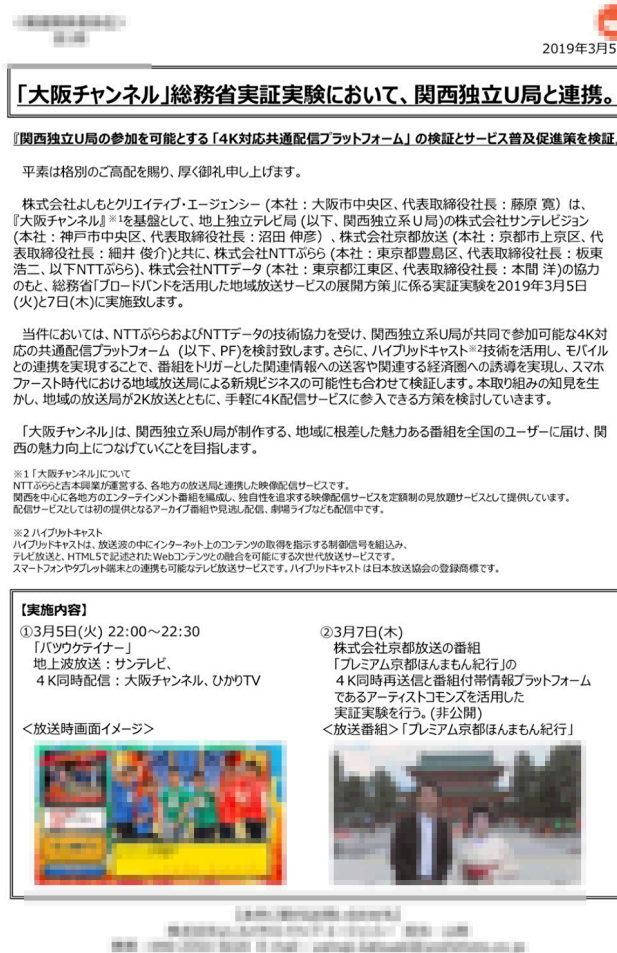 2019年3月5
「大阪チャンネル」総務省実証実験において、関西独立U局と連携。
『関西独立U局の参加を可能とする「4K対応共通配信プラットフォーム」の検証とサービス普及促進策を検証
平素は格別のご高配を賜り、厚く御礼申し上げます。
株式会社よしもとクリエイティブ・エージェンシー (本社：大阪市中央区、代表取締役社長：藤原 寛）は、
『大阪チャンネル』※1を基盤として、地上独立テレビ局 (以下、関西独立系U局)の株式会社サンテレビジョン
(本社：神戸市中央区、代表取締役社長：沼田 伸彦）、株式会社京都放送 (本社：京都市上京区、代
表取締役社長：細井 俊介)と共に、株式会社NTTぷらら (本社：東京都豊島区、代表取締役社長：板東
浩二、以下NTTぷらら)、株式会社NTTデータ (本社：東京都江東区、代表取締役社長：本間 洋)の協力
のもと、総務省「ブロードバンドを活用した地域放送サービスの展開方策」に係る実証実験を2019年3月5日
(火)と7日(木)に実施致します。
当件においては、NTTぷららおよびNTTデータの技術協力を受け、関西独立系U局が共同で参加可能な4K対
応の共通配信プラットフォーム (以下、PF)を検討致します。さらに、ハイブリッドキャスト※2技術を活用し、モバイル
との連携を実現することで、番組をトリガーとした関連情報への送客や関連する経済圏への誘導を実現し、スマホ
ファースト時代における地域放送局による新規ビジネスの可能性も合わせて検証します。本取り組みの知見を生
かし、地域の放送局が2K放送とともに、手軽に4K配信サービスに参入できる方策を検討していきます。
「大阪チャンネル」は、関西独立系U局が制作する、地域に根差した魅力ある番組を全国のユーザーに届け、関
西の魅力向上につなげていくことを目指します。
※1「大阪チャンネル」について
NTTぷららと吉本興業が運営する、各地方の放送局と連携した映像配信サービスです。
関西を中心に各地方のエンターテインメント番組を編成し、独自性を追求する映像配信サービスを定額制の見放題サービスとして提供しています。
配信サービスとしては初の提供となるアーカイブ番組や見逃し配信、劇場ライブなども配信中です。
※2 ハイブリットキャスト
ハイブリッドキャストは、放送波の中にインターネット上のコンテンツの取得を指示する制御信号を組込み、
テレビ放送と、HTML5で記述されたWebコンテンツとの融合を可能にする次世代放送サービスです。
スマートフォンやタブレット端末との連携も可能なテレビ放送サービスです。ハイブリッドキャスト は日本放送協会の登録商標です。
【実施内容】
①3月5日(火) 22:00～22:30
「バツウケテイナー」
地上波放送：サンテレビ、
４K同時配信：大阪チャンネル、ひかりTV
＜放送時画面イメージ＞
②3月7日(木)
株式会社京都放送の番組
「プレミアム京都ほんまもん紀行」の
４K同時再送信と番組付帯情報プラットフォーム
であるアーティストコモンズを活用した
実証実験を行う。(非公開)
＜放送番組＞「プレミアム京都ほんまもん紀行」